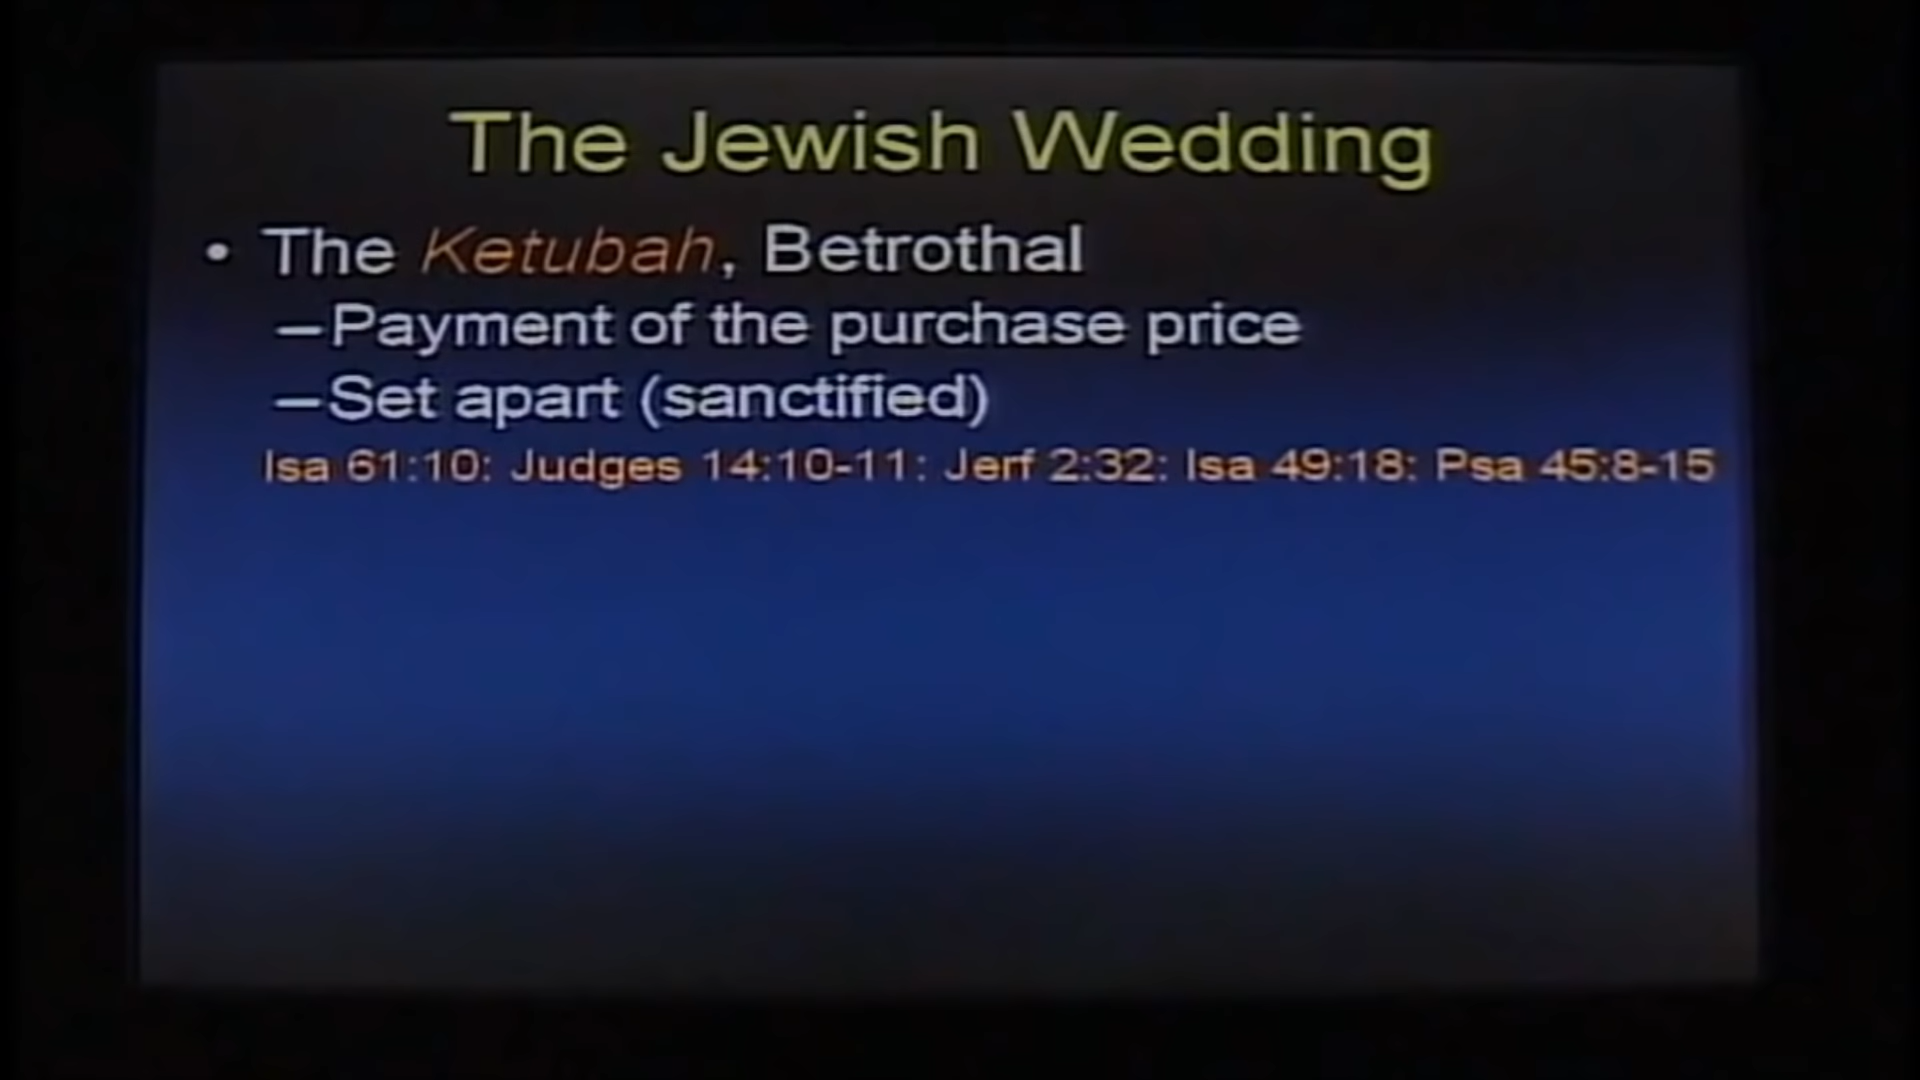 The Jewish Wedding
• The Ketubah, Betrothal
–Payment of the purchase price
–Set apart (sanctified)
Isa 61:10: Judges 14:10-11: Jerf 2:32: Isa 49:18: Psa 45:8-15